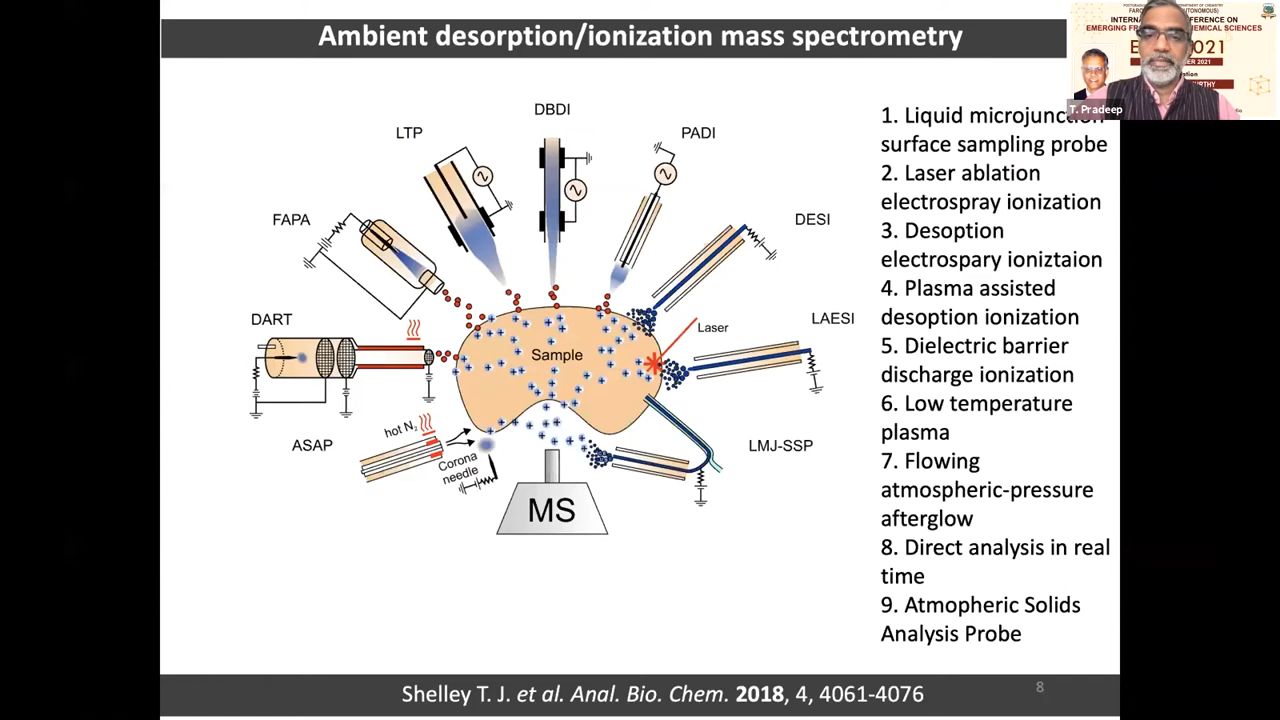 Ambient desorption/ionization mass spectrometry
DBDI
LTP
PADI
FAPA
DESI
DART
LAESI
Laser
Sample
ASAP
hot N2
Corona
needle
LMJ-SSP
MS
1. Liquid microjunction
surface sampling probe
2. Laser ablation
electrospray ionization
3. Desoption
electrospary ioniztaion
4. Plasma assisted
desoption ionization
5. Dielectric barrier
discharge ionization
6. Low temperature
plasma
7. Flowing
atmospheric-pressure
afterglow
8. Direct analysis in real
time
9. Atmopheric Solids
Analysis Probe
Shelley T. J. et al. Anal. Bio. Chem. 2018, 4, 4061-4076
8
T. Pradeep